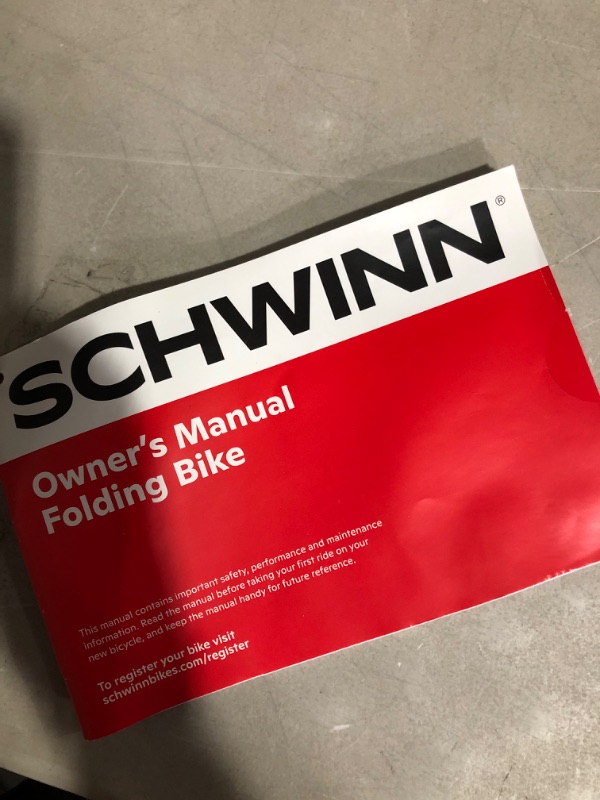 SCHWINN®
Owner's Manual
Folding Bike
This manual contains important safety, performance and maintenance
information. Read the manual before taking your first ride on your
new bicycle, and keep the manual handy for future reference.
To register your bike visit
schwinnbikes.com/register